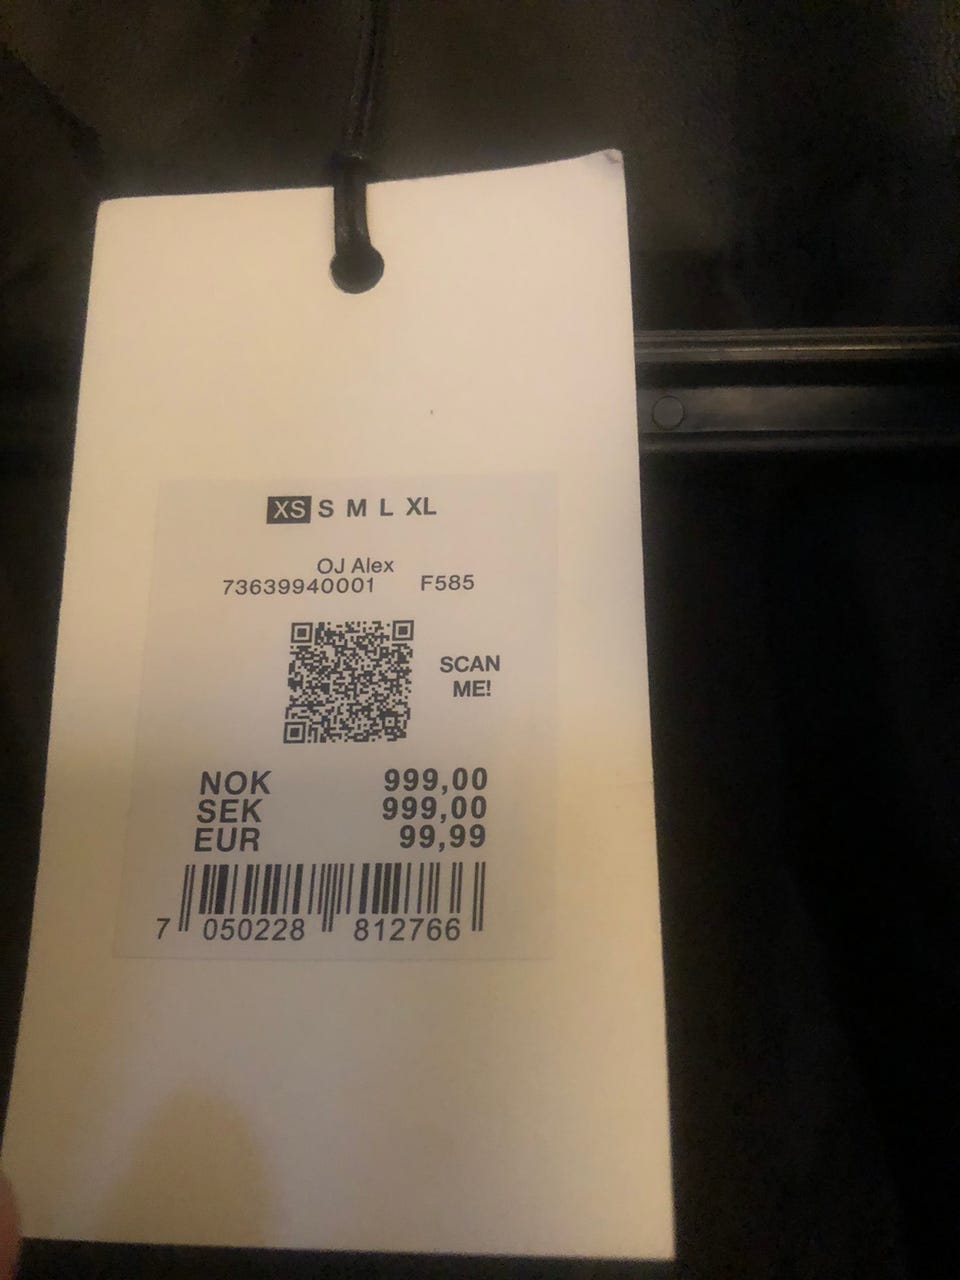 XS S M L XL
OJ Alex
73639940001 F585
SCAN
ME!
NOK 999,00
SEK 999,00
EUR 99,99
7 050228 812766